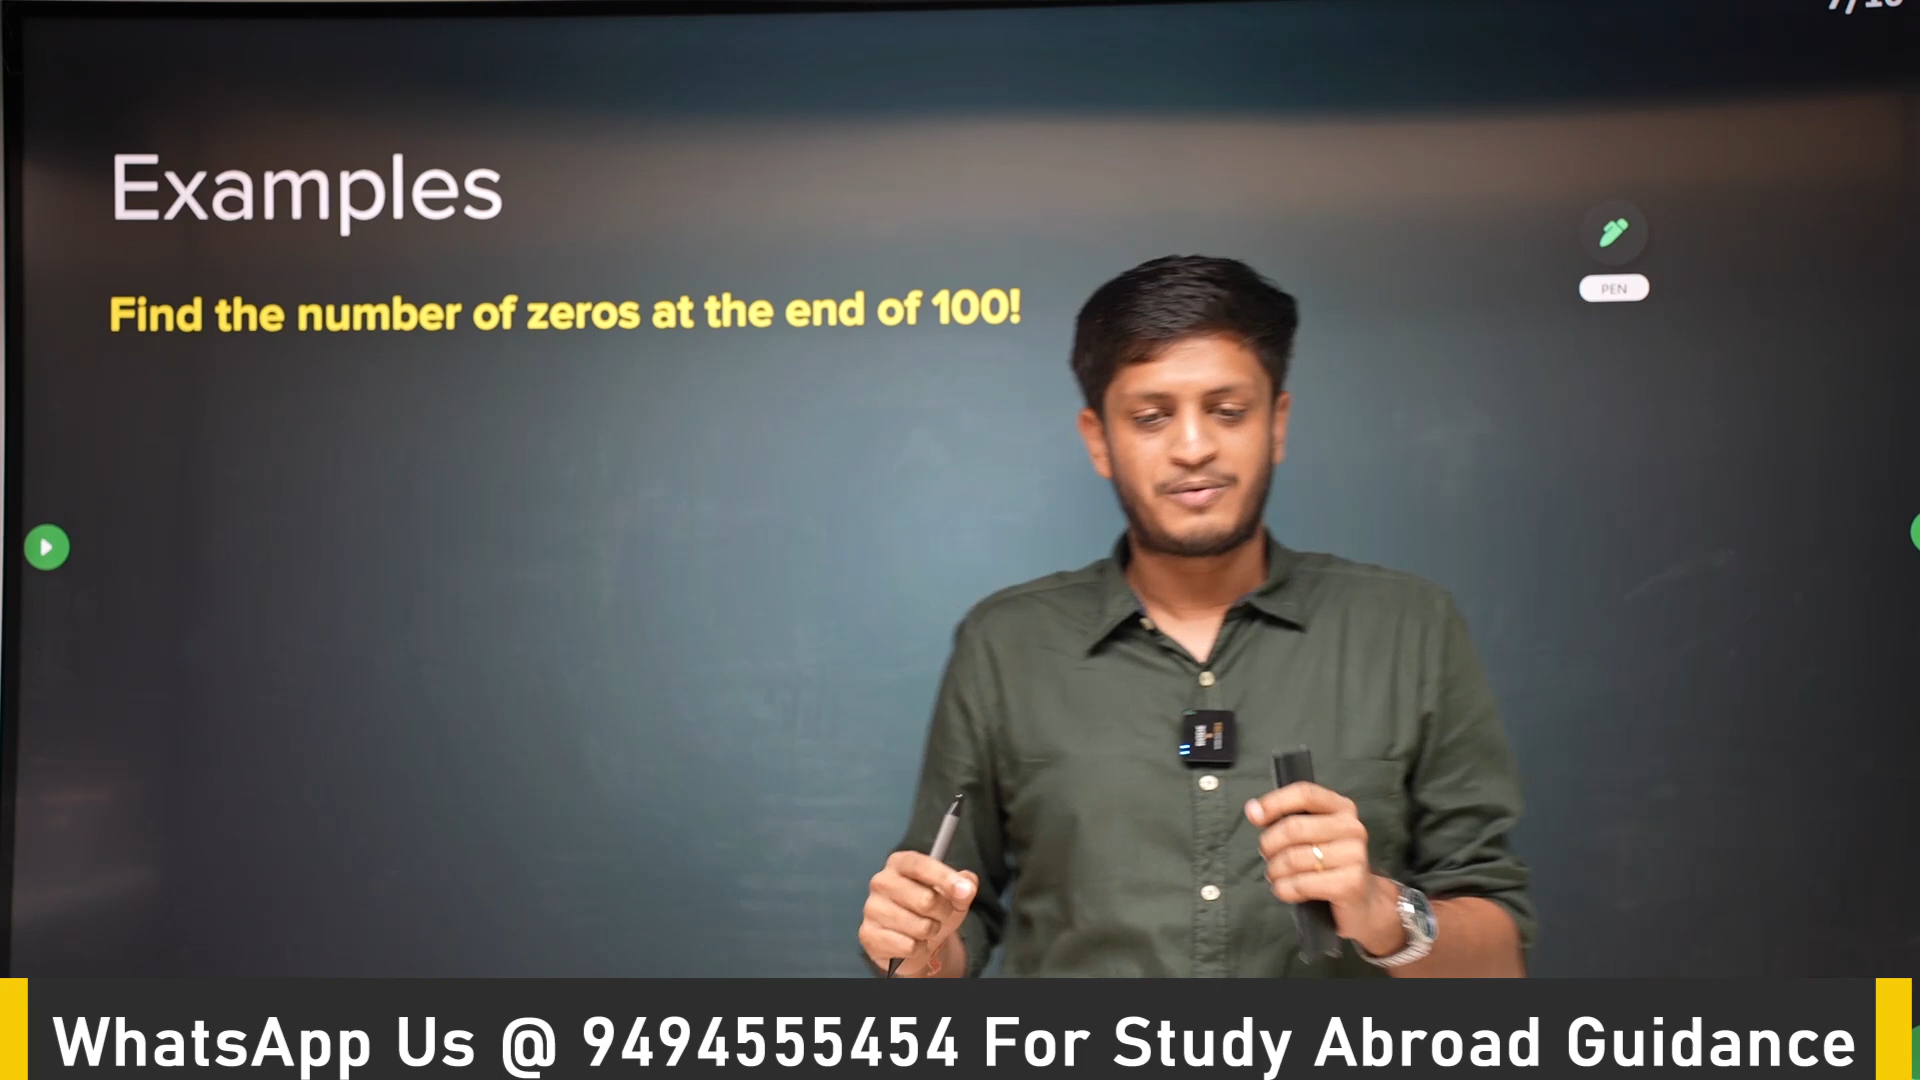 Examples
Find the number of zeros at the end of 100!
PEN
WhatsApp Us @ 9494555454 For Study Abroad Guidance